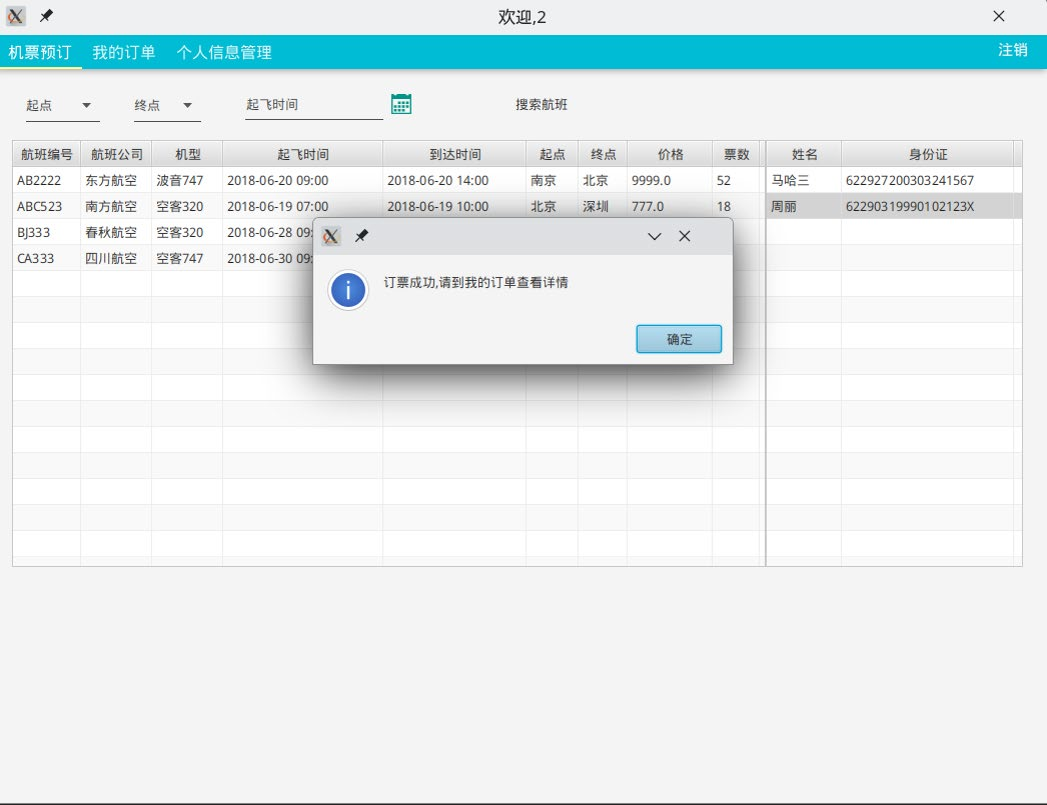 欢迎,2
机票预订 我的订单 个人信息管理 注销
起点 终点 起飞时间 搜索航班
航班编号 航班公司 机型 起飞时间 到达时间 起点 终点 价格 票数 姓名 身份证
AB2222 东方航空 波音747 2018-06-20 09:00 2018-06-20 14:00 南京 北京 9999.0 52 马哈三 622927200303241567
ABC523 南方航空 空客320 2018-06-19 07:00 2018-06-19 10:00 北京 深圳 777.0 18 周丽 62290319990102123X
BJ333 春秋航空 空客320 2018-06-28 09:
CA333 四川航空 空客747 2018-06-30 09:
订票成功,请到我的订单查看详情
确定